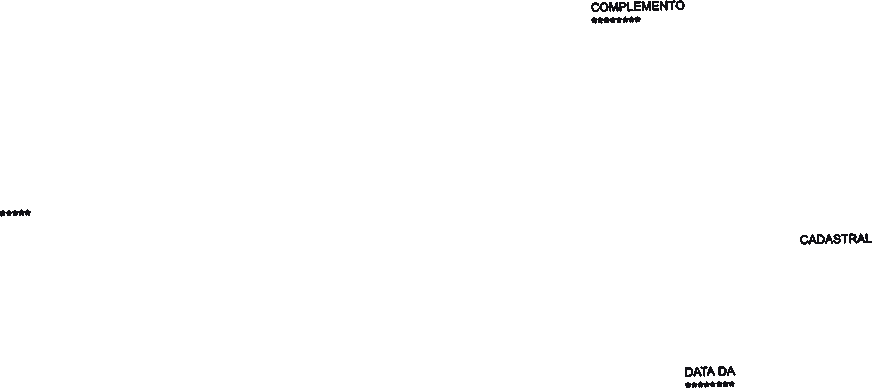 COMPLEMENTO
********
*****
CADASTRAL
DATA DA
********